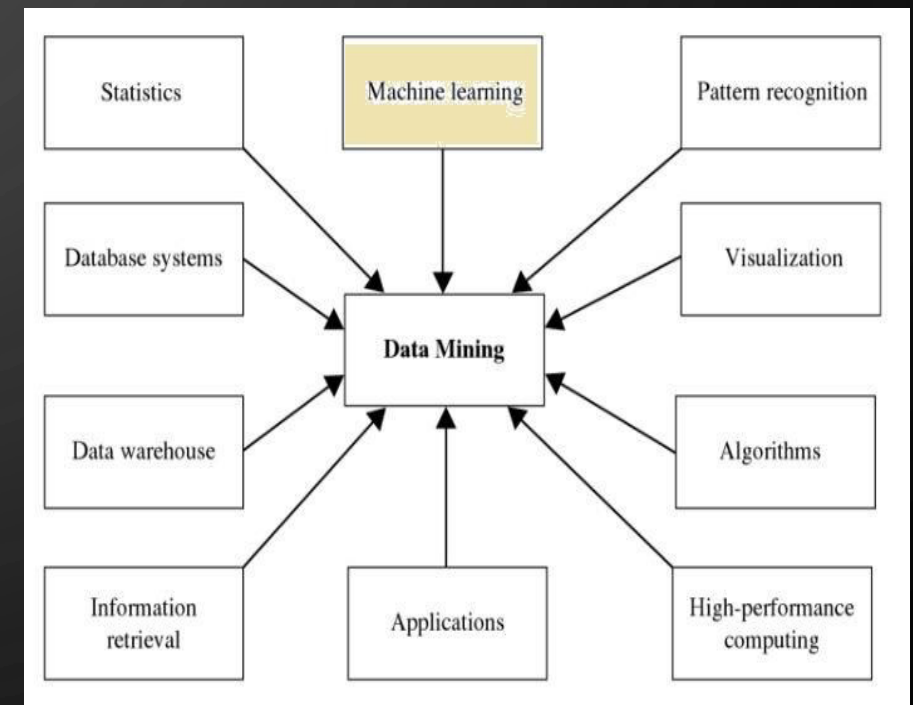 Statistics
Machine learning
Pattern recognition
Database systems
Visualization
Data Mining
Data warehouse
Algorithms
Information
retrieval
Applications
High-performance
computing